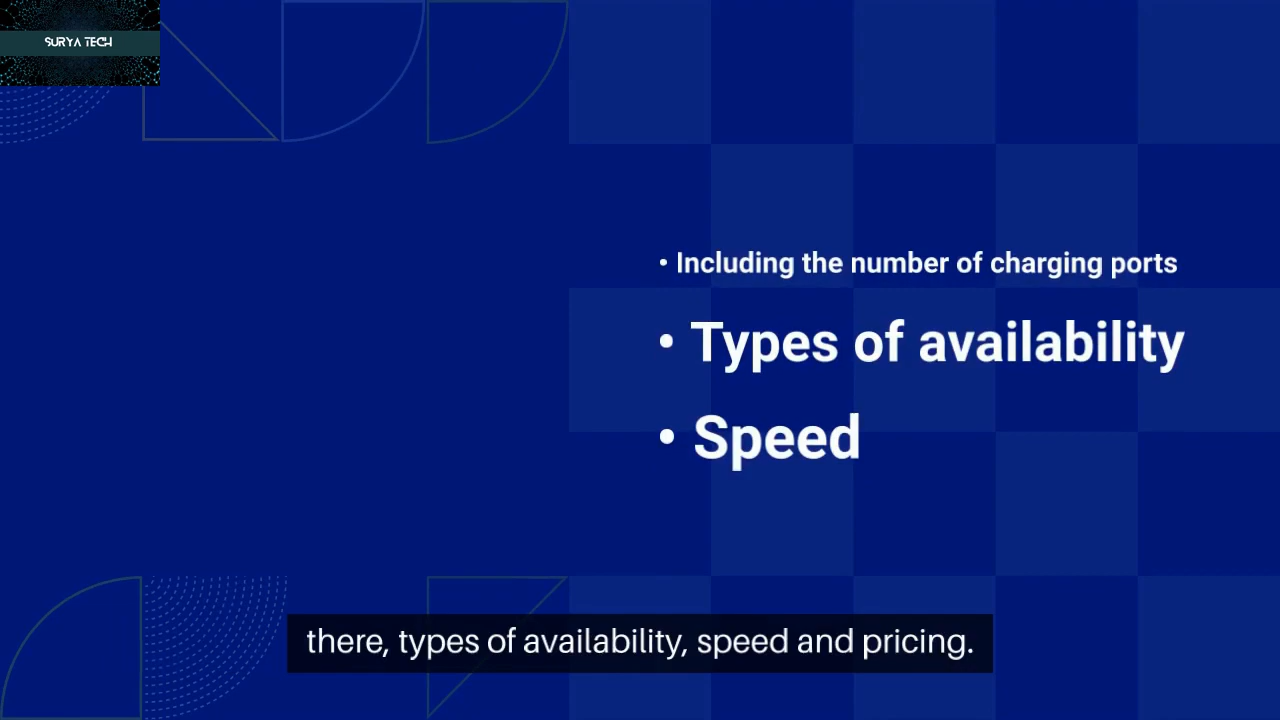 SURYA TECH
• Including the number of charging ports
• Types of availability
• Speed
there, types of availability, speed and pricing.